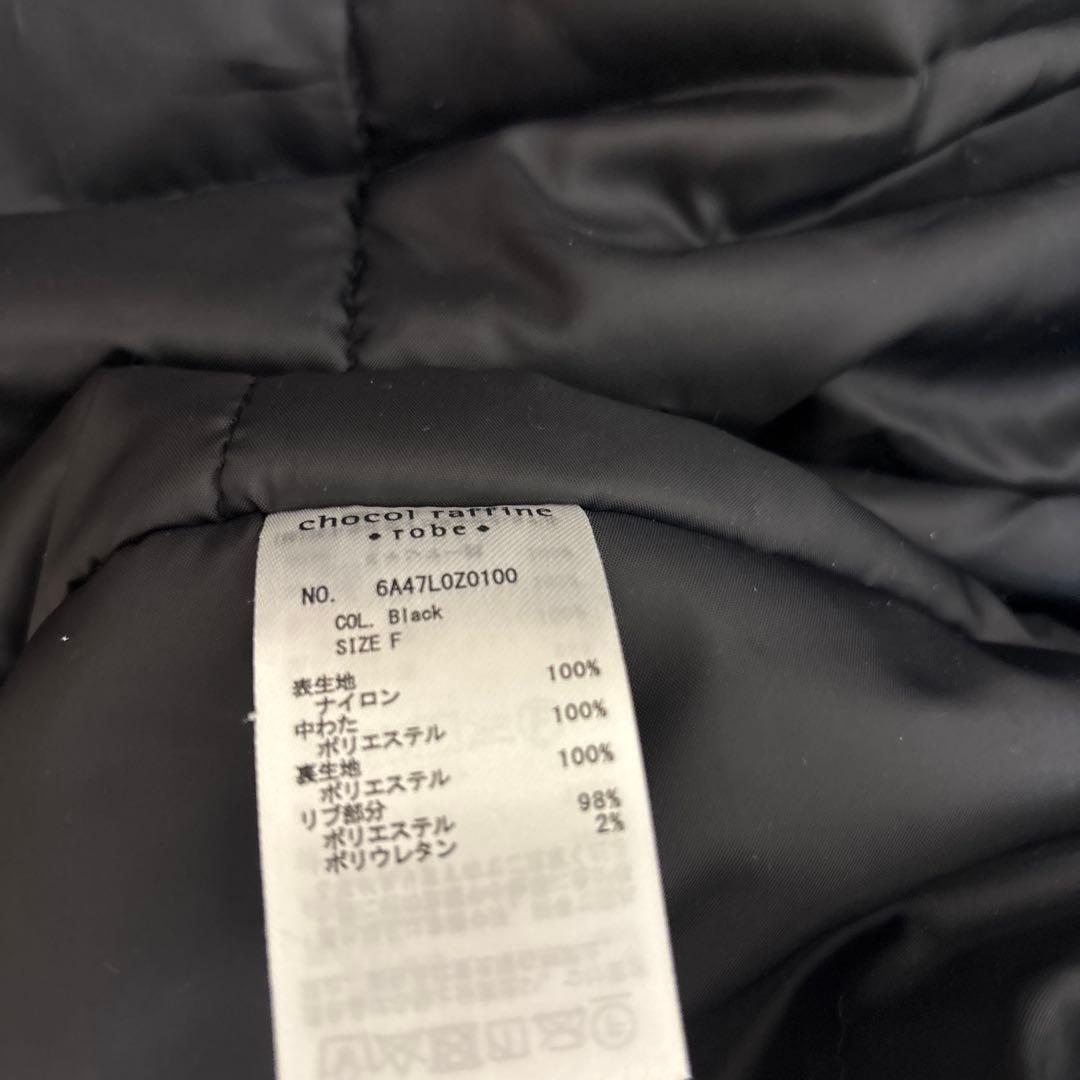 chocol raffine
◆robe◆
NO. 6A47L0Z0100
COL. Black
SIZE F
表生地
ナイロン 100%
中わた
ポリエステル 100%
裏生地
ポリエステル 100%
リブ部分
ポリエステル 98%
ポリウレタン 2%